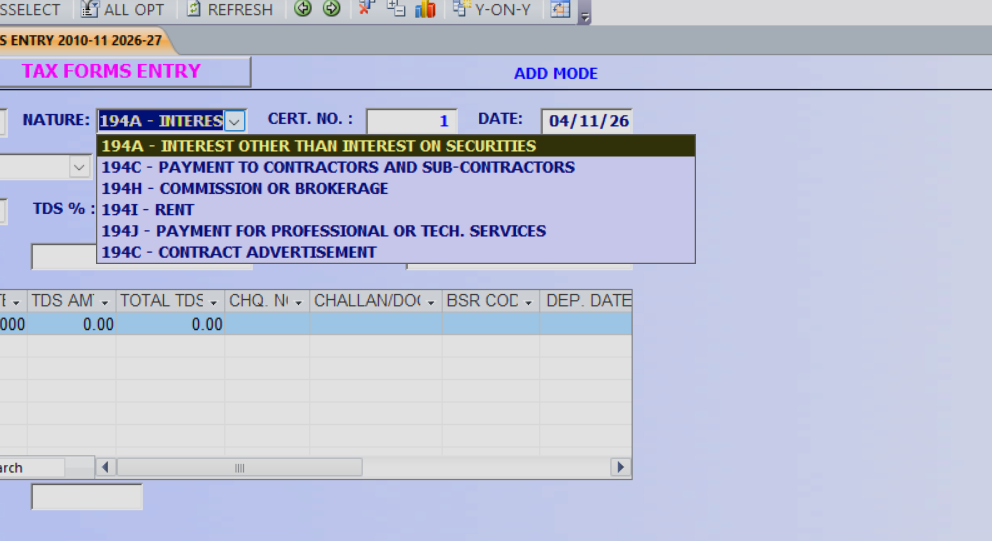 SSELECT ALL OPT REFRESH Y-ON-Y
S ENTRY 2010-11 2026-27
TAX FORMS ENTRY ADD MODE
NATURE: 194A - INTERES CERT. NO. : 1 DATE: 04/11/26
194A - INTEREST OTHER THAN INTEREST ON SECURITIES
194C - PAYMENT TO CONTRACTORS AND SUB-CONTRACTORS
194H - COMMISSION OR BROKERAGE
TDS % : 194I - RENT
194J - PAYMENT FOR PROFESSIONAL OR TECH. SERVICES
194C - CONTRACT ADVERTISEMENT
TDS AM TOTAL TDS CHQ. N CHALLAN/DO BSR COD DEP. DATE
000 0.00 0.00
arch